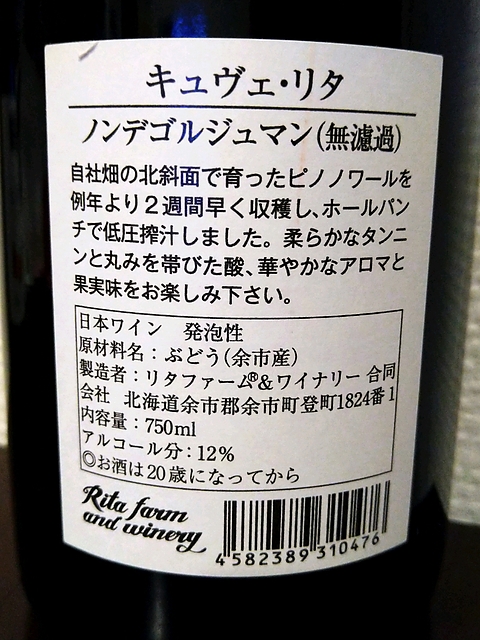 キュヴェ・リタ
ノンデゴルジュマン(無濾過)
自社畑の北斜面で育ったピノノワールを
例年より2週間早く収穫し、ホールバン
チで低圧搾汁しました。柔らかなタンニ
ンと丸みを帯びた酸、華やかなアロマと
果実味をお楽しみ下さい。
日本ワイン 発泡性
原材料名：ぶどう(余市産)
製造者：リタファーム®&ワイナリー 合同
会社 北海道余市郡余市町登町1824番1
内容量：750ml
アルコール分：12%
◎お酒は20歳になってから
Rita farm
and winery
4582389310476